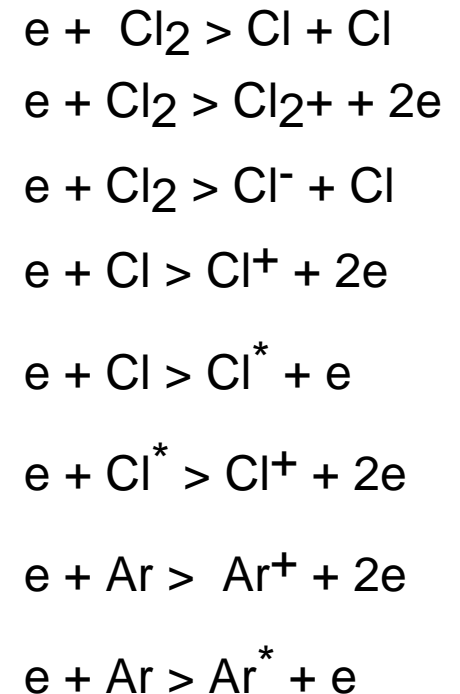 e + Cl₂ > Cl + Cl
e + Cl₂ > Cl₂+ + 2e
e + Cl₂ > Cl⁻ + Cl
e + Cl > Cl⁺ + 2e
e + Cl > Cl* + e
e + Cl* > Cl⁺ + 2e
e + Ar > Ar⁺ + 2e
e + Ar > Ar* + e